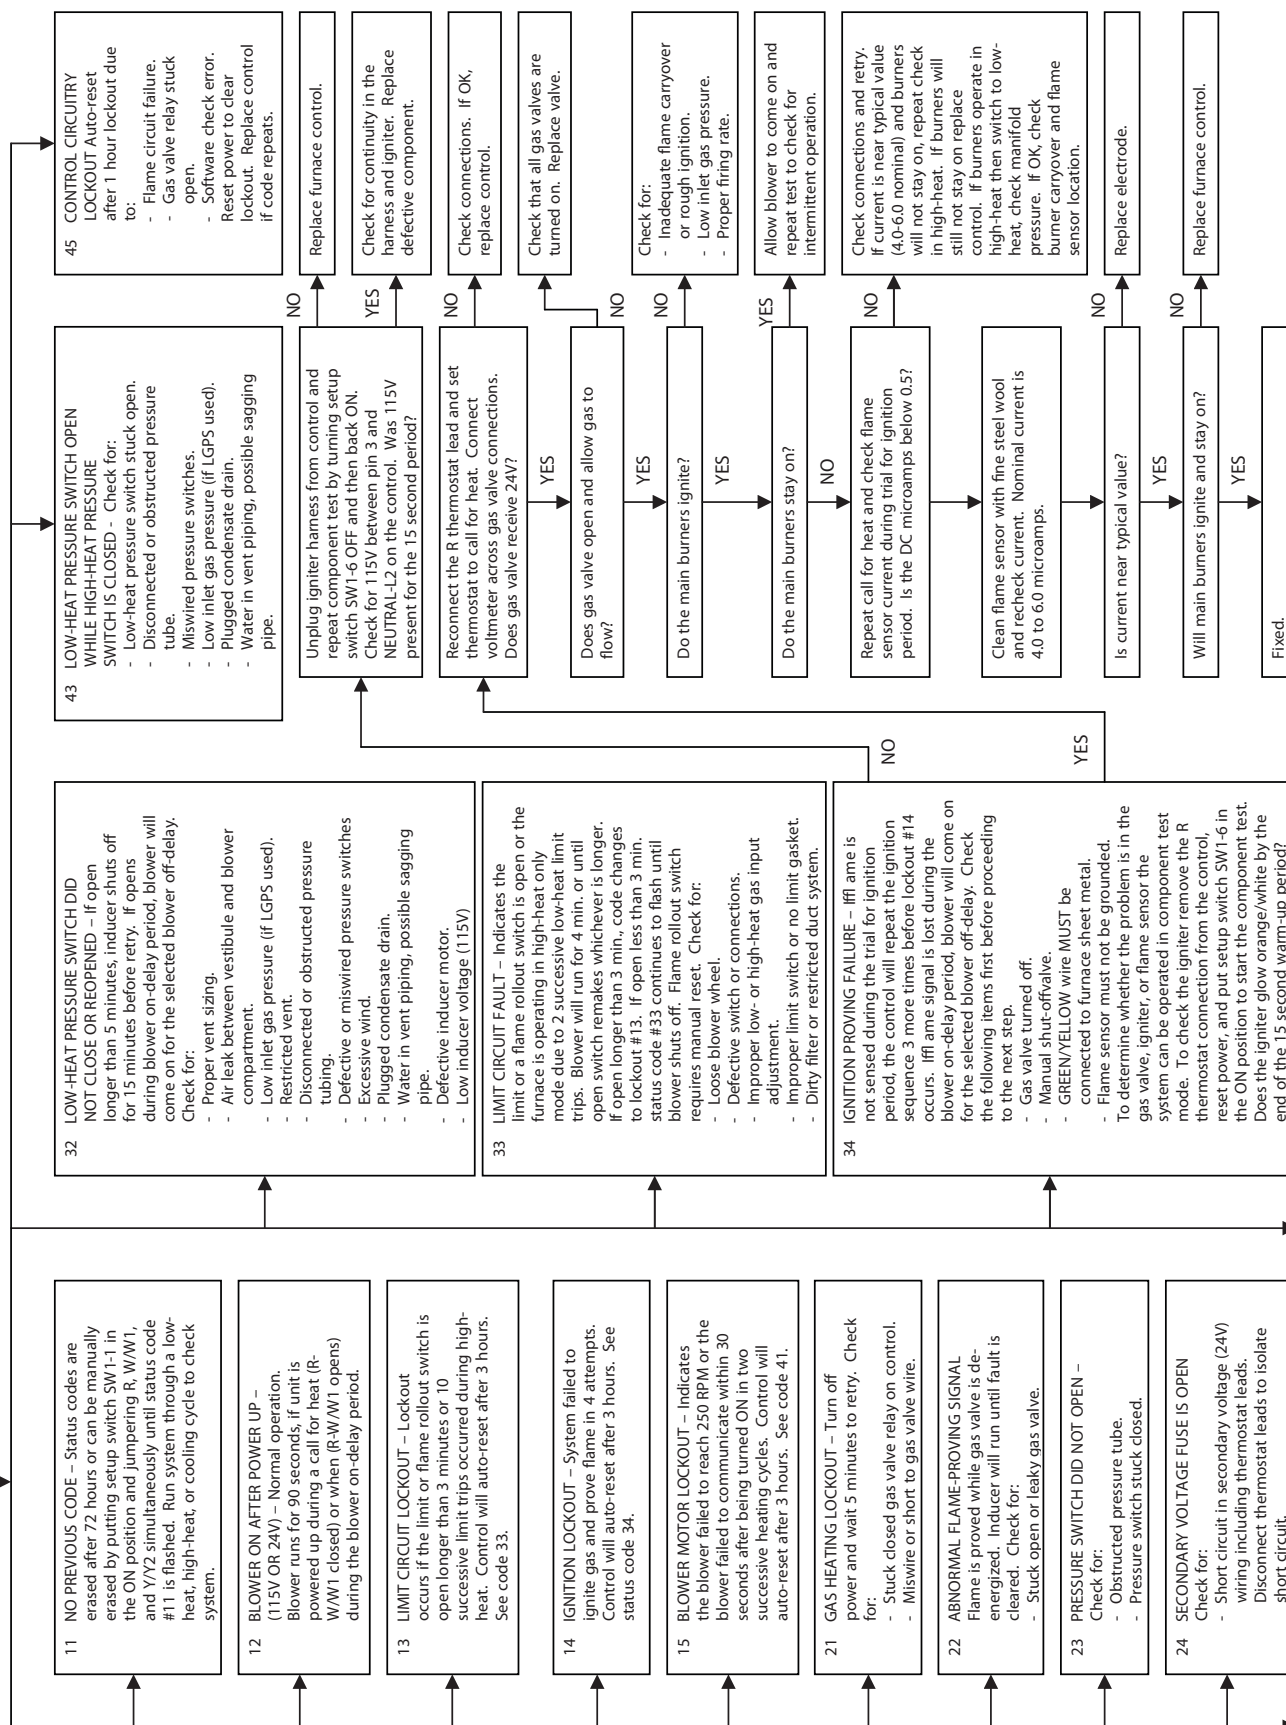 11 NO PREVIOUS CODE – Status codes are
erased after 72 hours or can be manually
erased by putting setup switch SW1-1 in
the ON position and jumpering R, W/W1,
and Y/Y2 simultaneously until status code
#11 is flashed. Run system through a low-
heat, high-heat, or cooling cycle to check
system.
12 BLOWER ON AFTER POWER UP –
(115V OR 24V) – Normal operation.
Blower runs for 90 seconds, if unit is
powered up during a call for heat (R-
W/W1 closed) or when (R-W/W1 opens)
during the blower on-delay period.
13 LIMIT CIRCUIT LOCKOUT – Lockout
occurs if the limit or flame rollout switch is
open longer than 3 minutes or 10
successive limit trips occurred during high-
heat. Control will auto-reset after 3 hours.
See code 33.
14 IGNITION LOCKOUT – System failed to
ignite gas and prove flame in 4 attempts.
Control will auto-reset after 3 hours. See
status code 34.
15 BLOWER MOTOR LOCKOUT – Indicates
the blower failed to reach 250 RPM or the
blower failed to communicate within 30
seconds after being turned ON in two
successive heating cycles. Control will
auto-reset after 3 hours. See code 41.
21 GAS HEATING LOCKOUT – Turn off
power and wait 5 minutes to retry. Check
for:
- Stuck closed gas valve relay on control.
- Miswire or short to gas valve wire.
22 ABNORMAL FLAME-PROVING SIGNAL
Flame is proved while gas valve is de-
energized. Inducer will run until fault is
cleared. Check for:
- Stuck open or leaky gas valve.
23 PRESSURE SWITCH DID NOT OPEN –
Check for:
- Obstructed pressure tube.
- Pressure switch stuck closed.
24 SECONDARY VOLTAGE FUSE IS OPEN
Check for:
- Short circuit in secondary voltage (24V)
wiring including thermostat leads.
Disconnect thermostat leads to isolate
short circuit.
32 LOW-HEAT PRESSURE SWITCH DID
NOT CLOSE OR REOPENED – If open
longer than 5 minutes, inducer shuts off
for 15 minutes before retry. If opens
during blower on-delay period, blower will
come on for the selected blower off-delay.
Check for:
- Proper vent sizing.
- Air leak between vestibule and blower
compartment.
- Low inlet gas pressure (if LGPS used).
- Restricted vent.
- Disconnected or obstructed pressure
tubing.
- Defective or miswired pressure switches
- Excessive wind.
- Plugged condensate drain.
- Water in vent piping, possible sagging
pipe.
- Defective inducer motor.
- Low inducer voltage (115V)
33 LIMIT CIRCUIT FAULT – Indicates the
limit or a flame rollout switch is open or the
furnace is operating in high-heat only
mode due to 2 successive low-heat limit
trips. Blower will run for 4 min. or until
open switch remakes whichever is longer.
If open longer than 3 min., code changes
to lockout #13. If open less than 3 min.
status code #33 continues to flash until
blower shuts off. Flame rollout switch
requires manual reset. Check for:
- Loose blower wheel.
- Defective switch or connections.
- Improper low- or high-heat gas input
adjustment.
- Improper limit switch or no limit gasket.
- Dirty filter or restricted duct system.
34 IGNITION PROVING FAILURE – Iffl ame is
not sensed during the trial for ignition
period, the control will repeat the ignition
sequence 3 more times before lockout #14
occurs. Iffl ame signal is lost during the
blower on-delay period, blower will come on
for the selected blower off-delay. Check
the following items first before proceeding
to the next step.
- Gas valve turned off.
- Manual shut-offvalve.
- GREEN/YELLOW wire MUST be
connected to furnace sheet metal.
- Flame sensor must not be grounded.
To determine whether the problem is in the
gas valve, igniter, or flame sensor the
system can be operated in component test
mode. To check the igniter remove the R
thermostat connection from the control,
reset power, and put setup switch SW1-6 in
the ON position to start the component test.
Does the igniter glow orange/white by the
end of the 15 second warm-up period?
NO
YES
43 LOW-HEAT PRESSURE SWITCH OPEN
WHILE HIGH-HEAT PRESSURE
SWITCH IS CLOSED - Check for:
- Low-heat pressure switch stuck open.
- Disconnected or obstructed pressure
tube.
- Miswired pressure switches.
- Low inlet gas pressure (if LGPS used).
- Plugged condensate drain.
- Water in vent piping, possible sagging
pipe.
Unplug igniter harness from control and
repeat component test by turning setup
switch SW1-6 OFF and then back ON.
Check for 115V between pin 3 and
NEUTRAL-L2 on the control. Was 115V
present for the 15 second period?
Reconnect the R thermostat lead and set
thermostat to call for heat. Connect
voltmeter across gas valve connections.
Does gas valve receive 24V?
YES
Does gas valve open and allow gas to
flow?
YES
Do the main burners ignite?
YES
Do the main burners stay on?
NO
Repeat call for heat and check flame
sensor current during trial for ignition
period. Is the DC microamps below 0.5?
Clean flame sensor with fine steel wool
and recheck current. Nominal current is
4.0 to 6.0 microamps.
Is current near typical value?
YES
Will main burners ignite and stay on?
YES
Fixed.
NO
YES
NO
NO
NO
YES
NO
NO
NO
45 CONTROL CIRCUITRY
LOCKOUT Auto-reset
after 1 hour lockout due
to:
- Flame circuit failure.
- Gas valve relay stuck
open.
- Software check error.
Reset power to clear
lockout. Replace control
if code repeats.
Replace furnace control.
Check for continuity in the
harness and igniter. Replace
defective component.
Check connections. If OK,
replace control.
Check that all gas valves are
turned on. Replace valve.
Check for:
- Inadequate flame carryover
or rough ignition.
- Low inlet gas pressure.
- Proper firing rate.
Allow blower to come on and
repeat test to check for
intermittent operation.
Check connections and retry.
If current is near typical value
(4.0-6.0 nominal) and burners
will not stay on, repeat check
in high-heat. If burners will
still not stay on replace
control. If burners operate in
high-heat then switch to low-
heat, check manifold
pressure. If OK, check
burner carryover and flame
sensor location.
Replace electrode.
Replace furnace control.